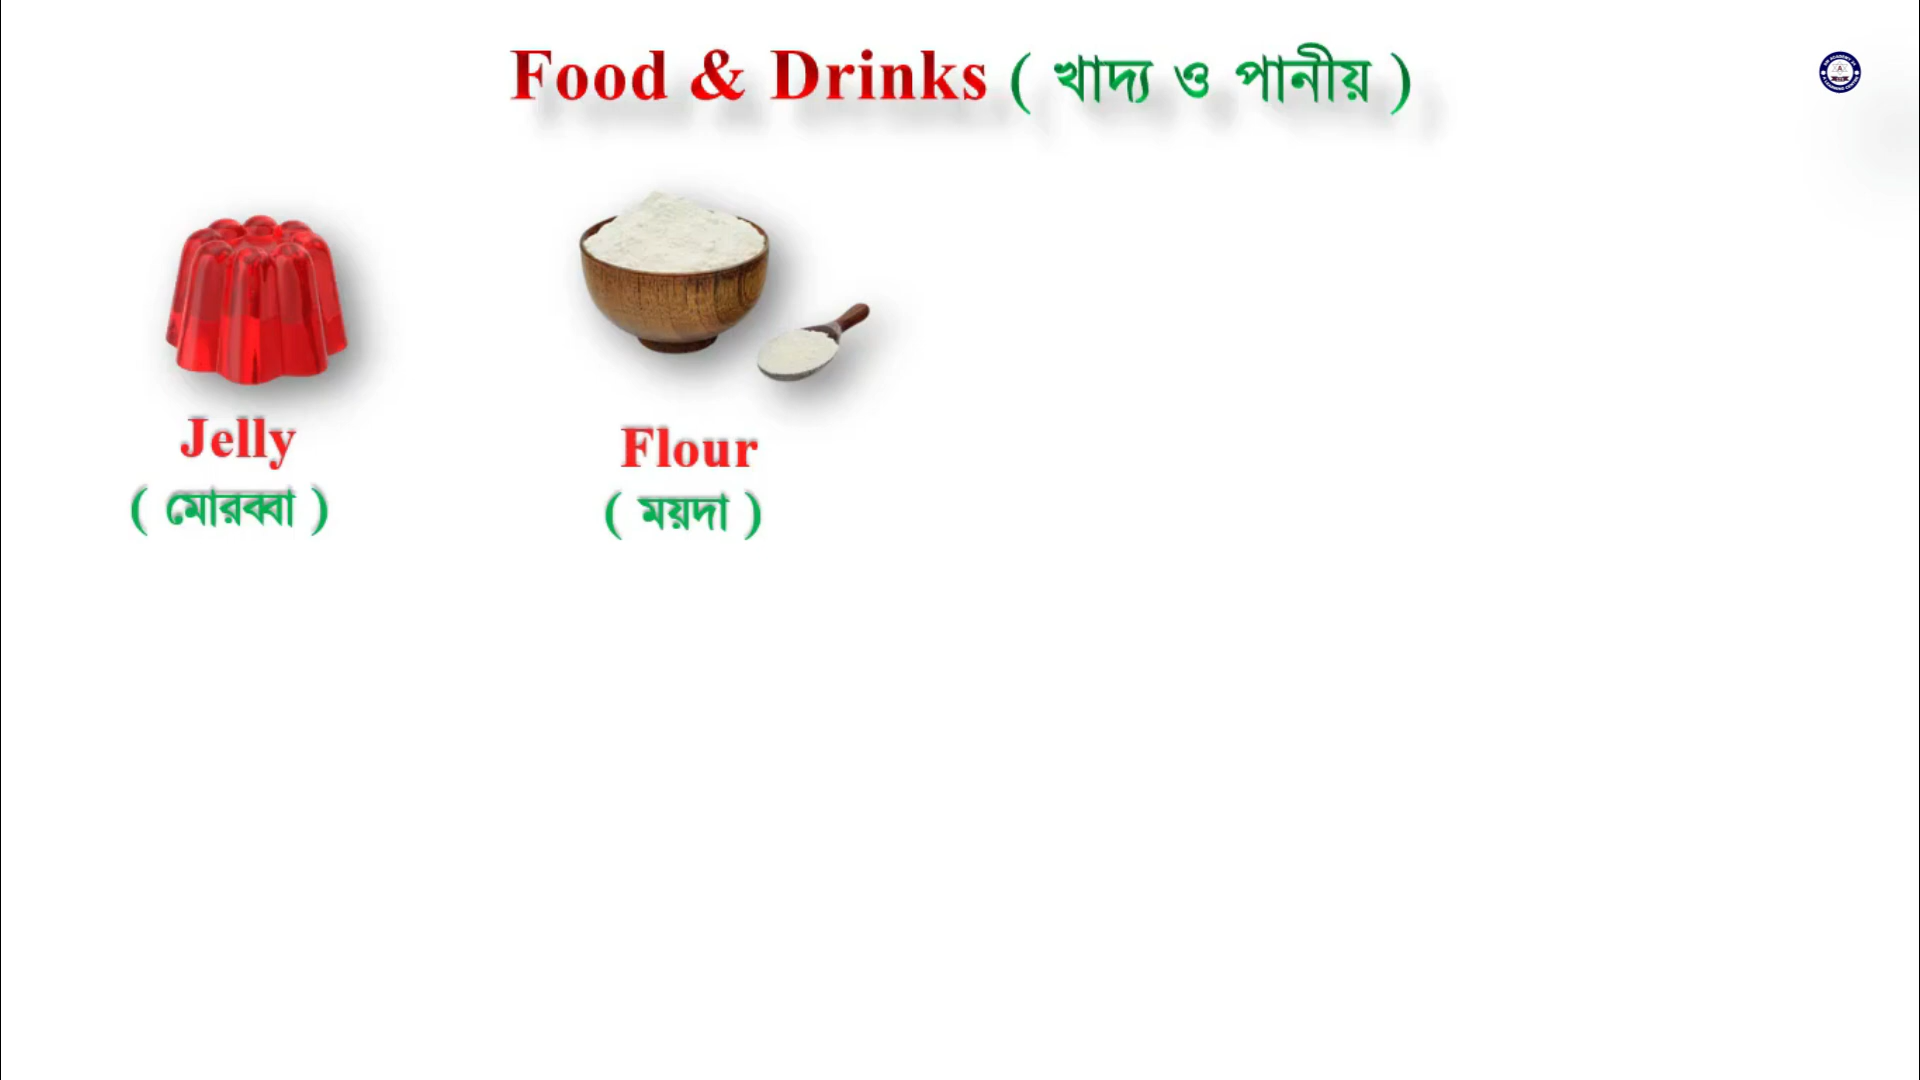 Food & Drinks ( খাদ্য ও পানীয় )
Jelly
( মোরব্বা )
Flour
( ময়দা )